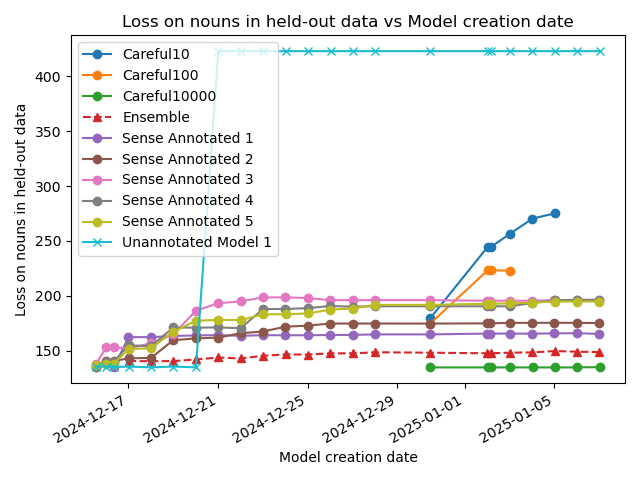 Loss on nouns in held-out data vs Model creation date
Loss on nouns in held-out data
400
350
300
250
200
150
Careful10
Careful100
Careful10000
Ensemble
Sense Annotated 1
Sense Annotated 2
Sense Annotated 3
Sense Annotated 4
Sense Annotated 5
Unannotated Model 1
2024-12-17
2024-12-21
2024-12-25
2024-12-29
2025-01-01
2025-01-05
Model creation date